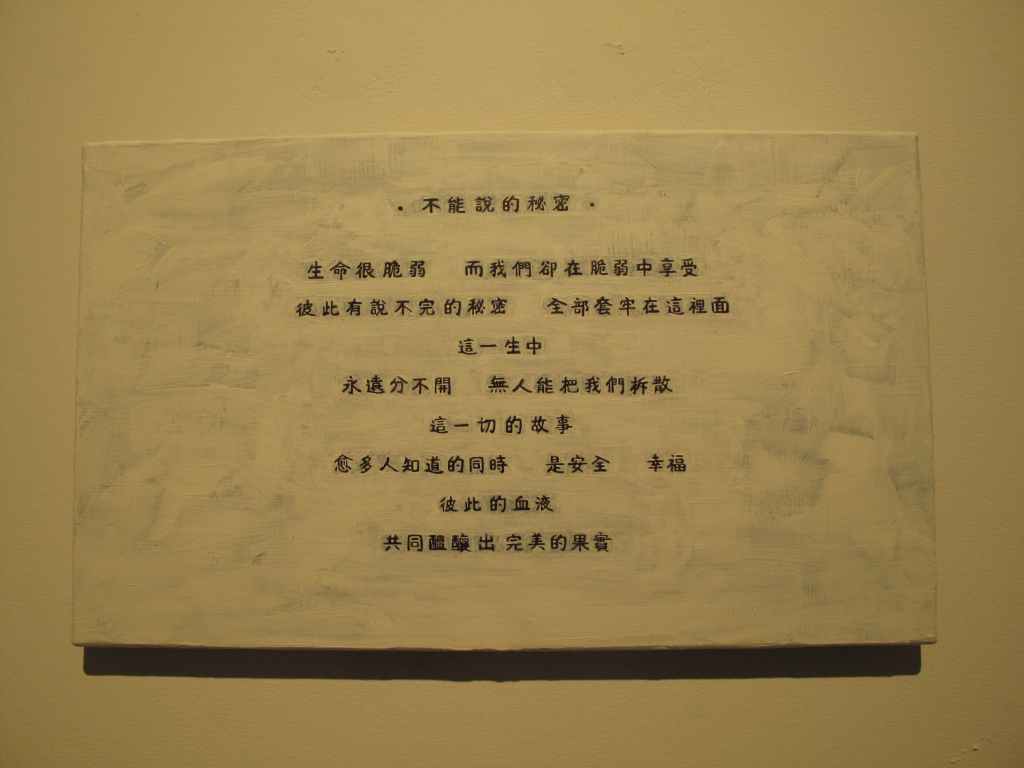 · 不能說的秘密 ·
生命很脆弱 而我們卻在脆弱中享受
彼此有說不完的秘密 全部套牢在這裡面
這一生中
永遠分不開 無人能把我們拆散
這一切的故事
愈多人知道的同時 是安全 幸福
彼此的血液
共同醞釀出完美的果實